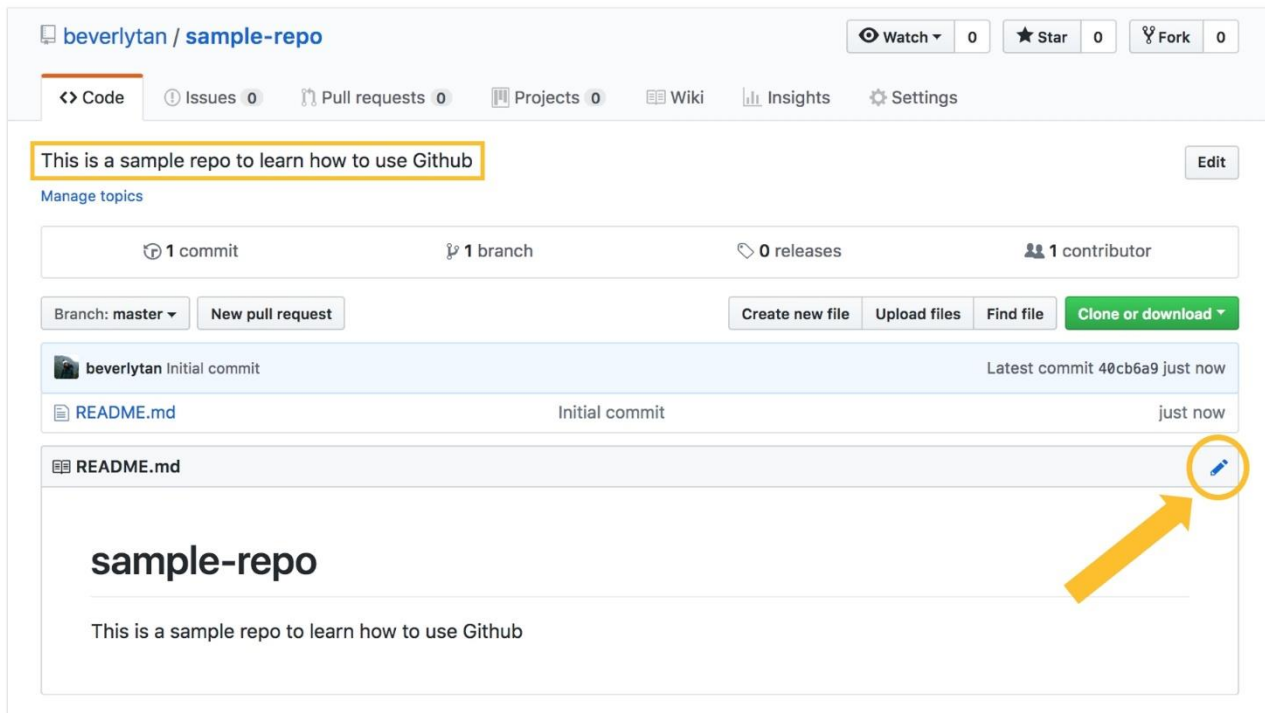 beverlytan / sample-repo
Watch 0 Star 0 Fork 0
Code Issues 0 Pull requests 0 Projects 0 Wiki Insights Settings
This is a sample repo to learn how to use Github
Edit
Manage topics
1 commit 1 branch 0 releases 1 contributor
Branch: master New pull request Create new file Upload files Find file Clone or download
beverlytan Initial commit Latest commit 40cb6a9 just now
README.md Initial commit just now
README.md
sample-repo
This is a sample repo to learn how to use Github